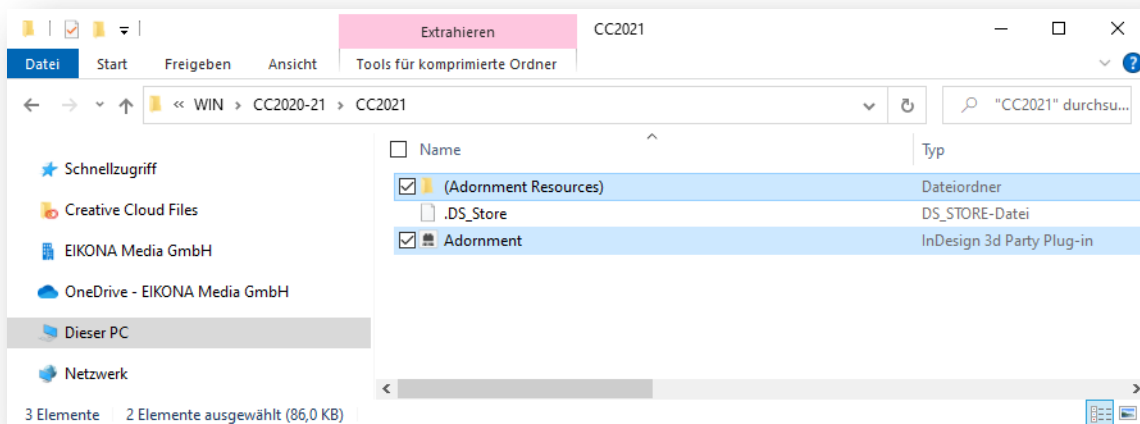 Extrahieren CC2021
Datei Start Freigeben Ansicht Tools für komprimierte Ordner ?
« WIN > CC2020-21 > CC2021 "CC2021" durchsu...
Name Typ
Schnellzugriff
(Adornment Resources) Dateiordner
Creative Cloud Files
.DS_Store DS_STORE-Datei
Adornment InDesign 3d Party Plug-in
EIKONA Media GmbH
OneDrive - EIKONA Media GmbH
Dieser PC
Netzwerk
3 Elemente 2 Elemente ausgewählt (86,0 KB)